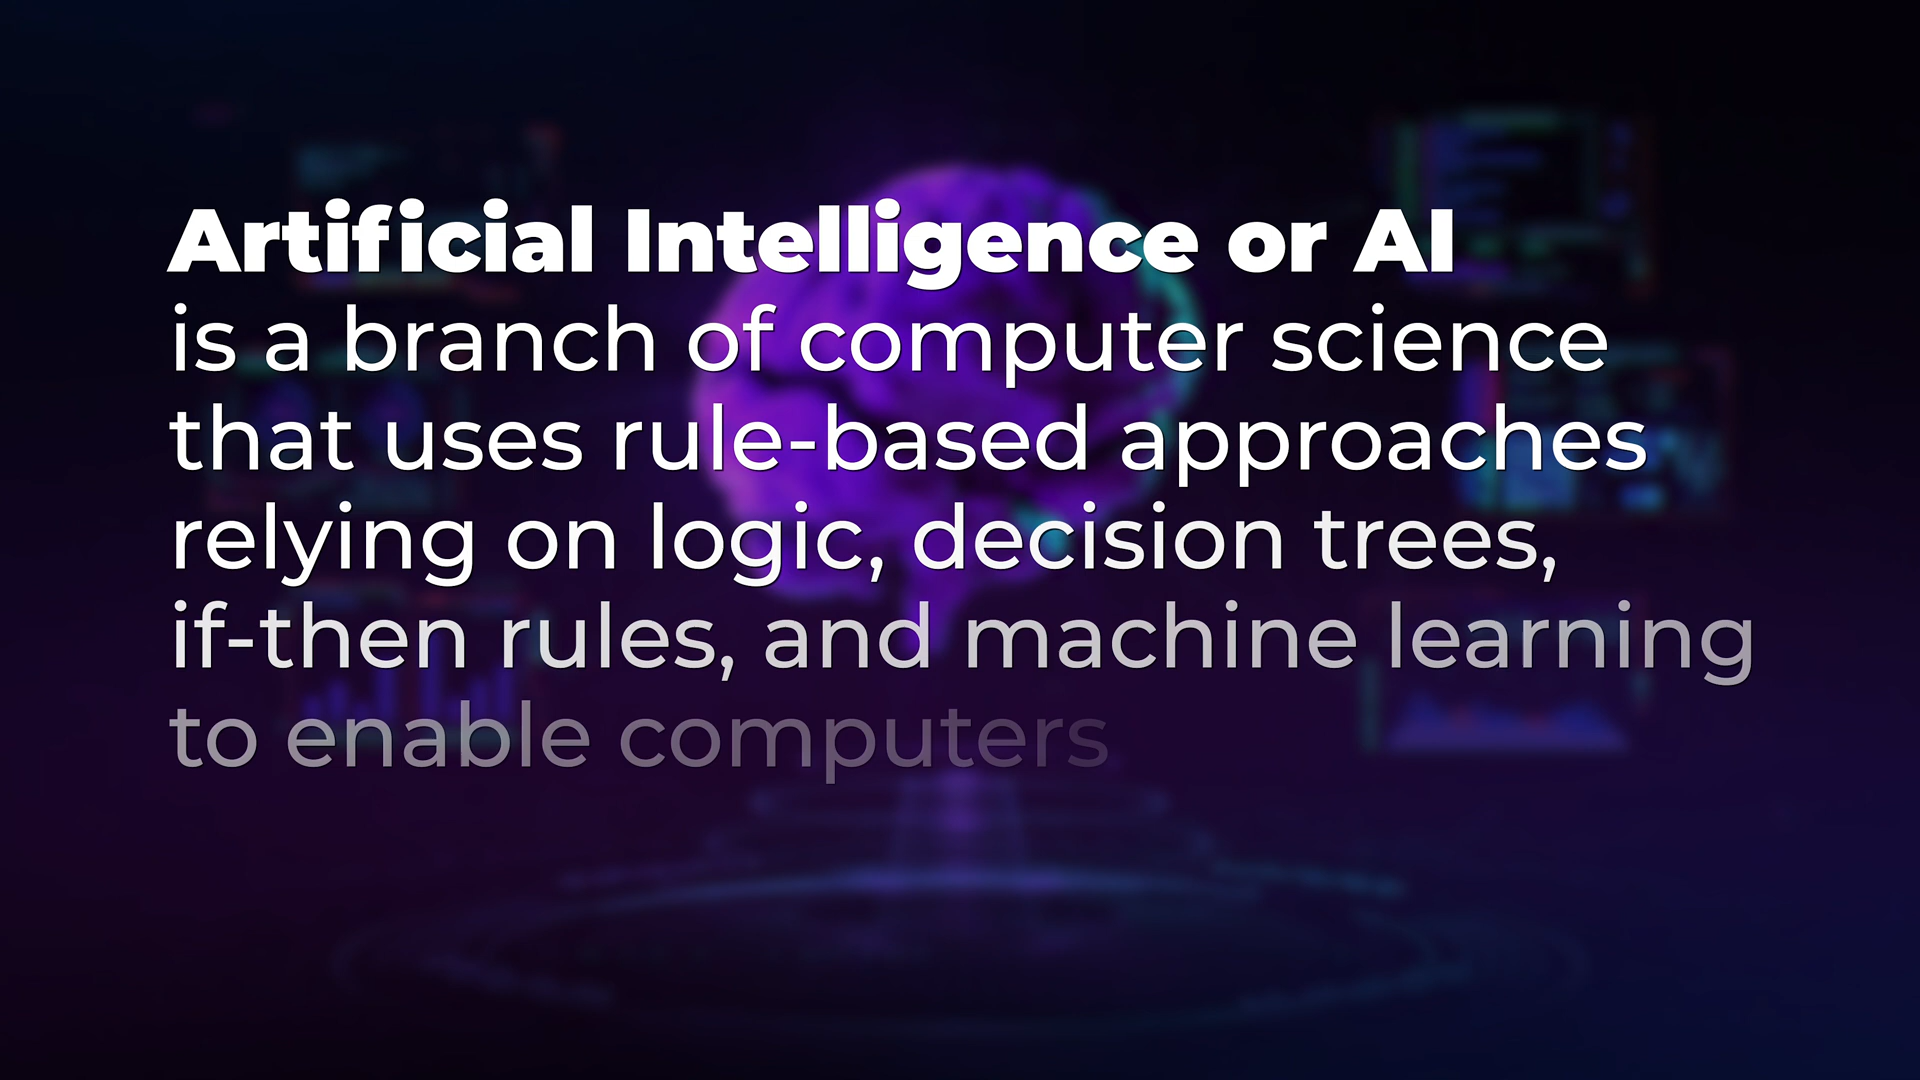 Artificial Intelligence or AI
is a branch of computer science
that uses rule-based approaches
relying on logic, decision trees,
if-then rules, and machine learning
to enable computers